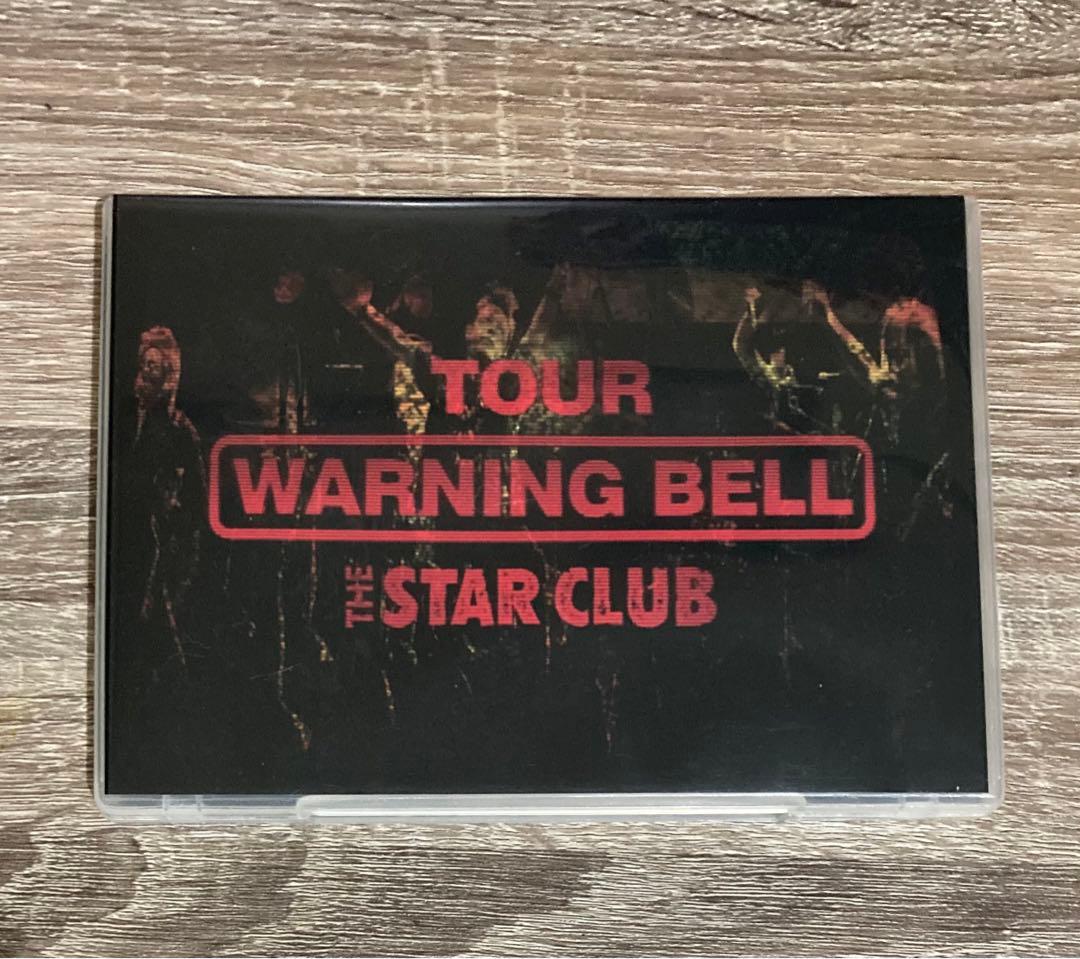 TOUR
WARNING BELL
THE STAR CLUB